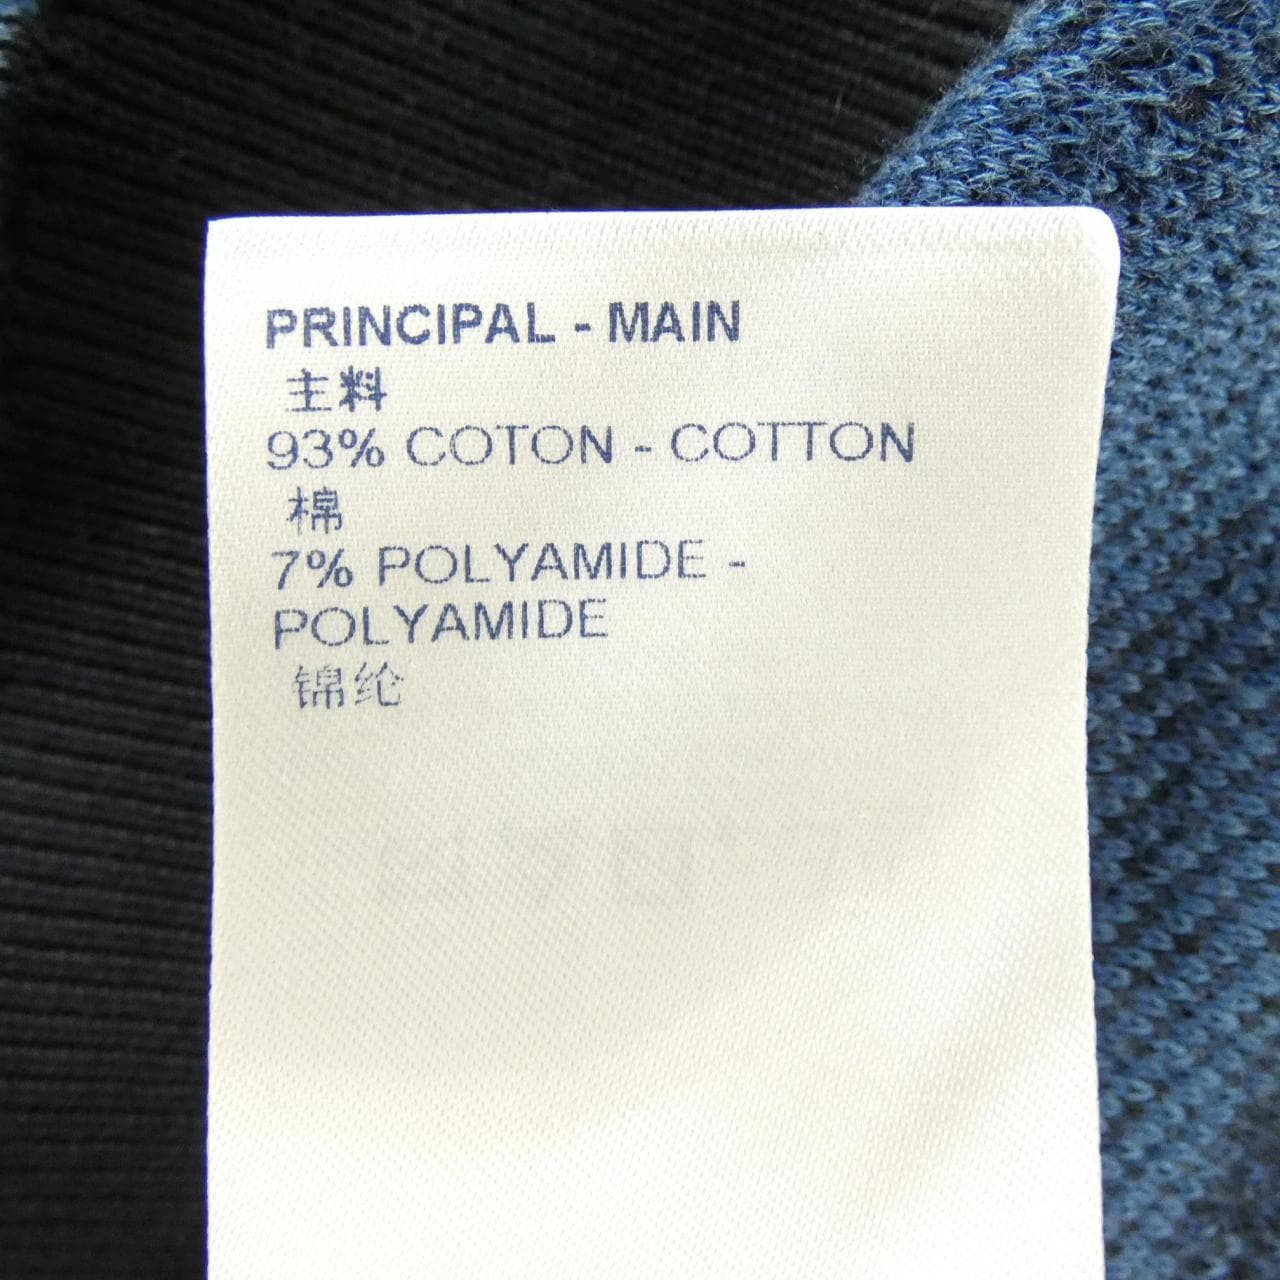 PRINCIPAL - MAIN
主料
93% COTON - COTTON
棉
7% POLYAMIDE -
POLYAMIDE
锦纶